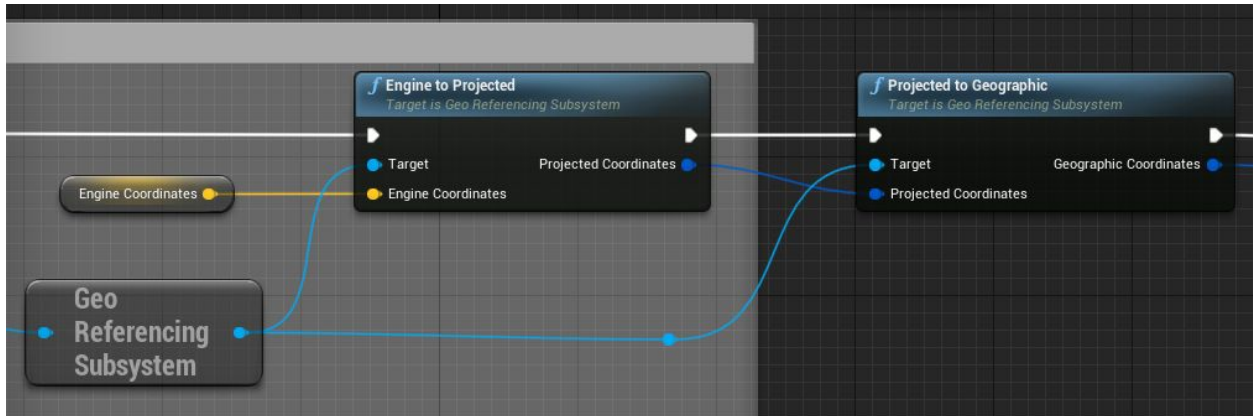 Engine to Projected
Target is Geo Referencing Subsystem
Target
Projected Coordinates
Engine Coordinates
Engine Coordinates
Geo
Referencing
Subsystem
Projected to Geographic
Target is Geo Referencing Subsystem
Target
Geographic Coordinates
Projected Coordinates